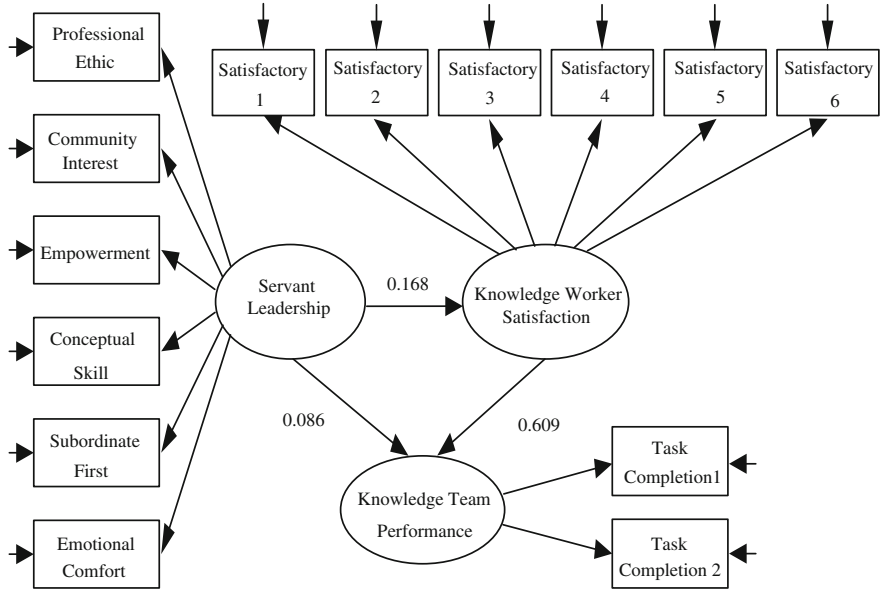 Professional
Ethic
Community
Interest
Empowerment
Conceptual
Skill
Subordinate
First
Emotional
Comfort
Satisfactory
1
Satisfactory
2
Satisfactory
3
Satisfactory
4
Satisfactory
5
Satisfactory
6
Servant
Leadership
0.168
Knowledge Worker
Satisfaction
0.086
0.609
Knowledge Team
Performance
Task
Completion1
Task
Completion 2